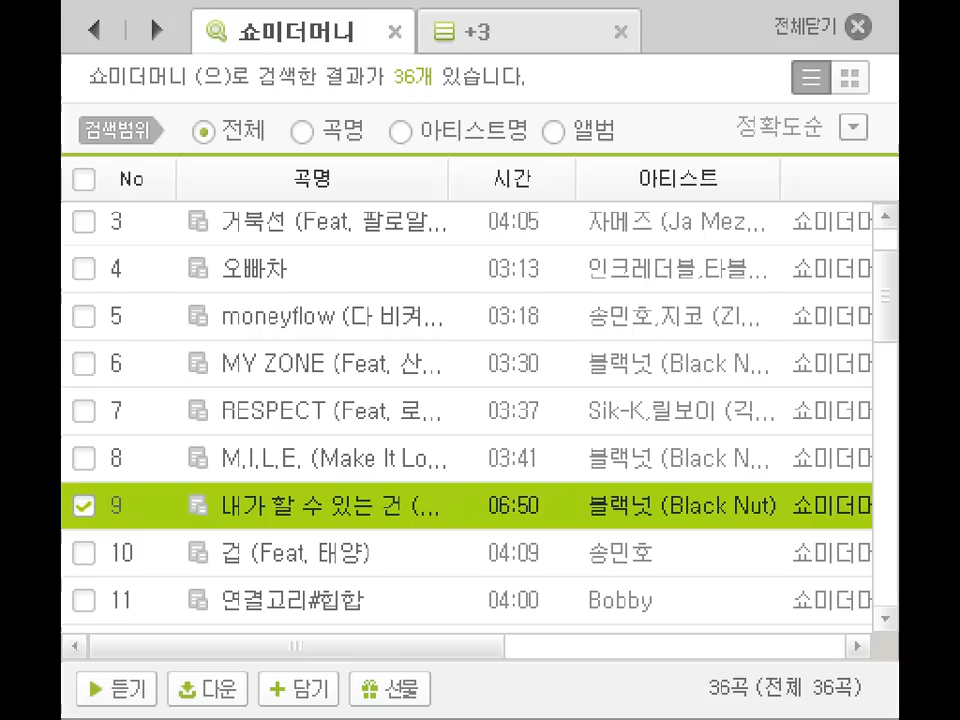 쇼미더머니 +3 전체닫기
쇼미더머니 (으)로 검색한 결과가 36개 있습니다.
검색범위 전체 곡명 아티스트명 앨범 정확도순
No 곡명 시간 아티스트
3 거북선 (Feat. 팔로알... 04:05 자메즈 (Ja Mez... 쇼미더머
4 오빠차 03:13 인크레더블,타블... 쇼미더머
5 moneyflow (다 비켜... 03:18 송민호,지코 (ZI... 쇼미더머
6 MY ZONE (Feat. 산... 03:30 블랙넛 (Black N... 쇼미더머
7 RESPECT (Feat. 로... 03:37 Sik-K,릴보이 (긱... 쇼미더머
8 M.I.L.E. (Make It Lo... 03:41 블랙넛 (Black N... 쇼미더머
9 내가 할 수 있는 건 (... 06:50 블랙넛 (Black Nut) 쇼미더머
10 겁 (Feat. 태양) 04:09 송민호 쇼미더머
11 연결고리#힙합 04:00 Bobby 쇼미더머
듣기 다운 담기 선물 36곡 (전체 36곡)